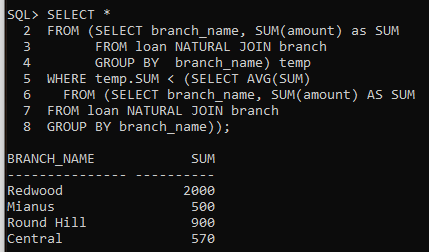 SQL> SELECT *
  2  FROM (SELECT branch_name, SUM(amount) as SUM
  3        FROM loan NATURAL JOIN branch
  4        GROUP BY  branch_name) temp
  5  WHERE temp.SUM < (SELECT AVG(SUM)
  6    FROM (SELECT branch_name, SUM(amount) AS SUM
  7  FROM loan NATURAL JOIN branch
  8  GROUP BY branch_name));
BRANCH_NAME            SUM
--------------- ----------
Redwood               2000
Mianus                 500
Round Hill             900
Central                570